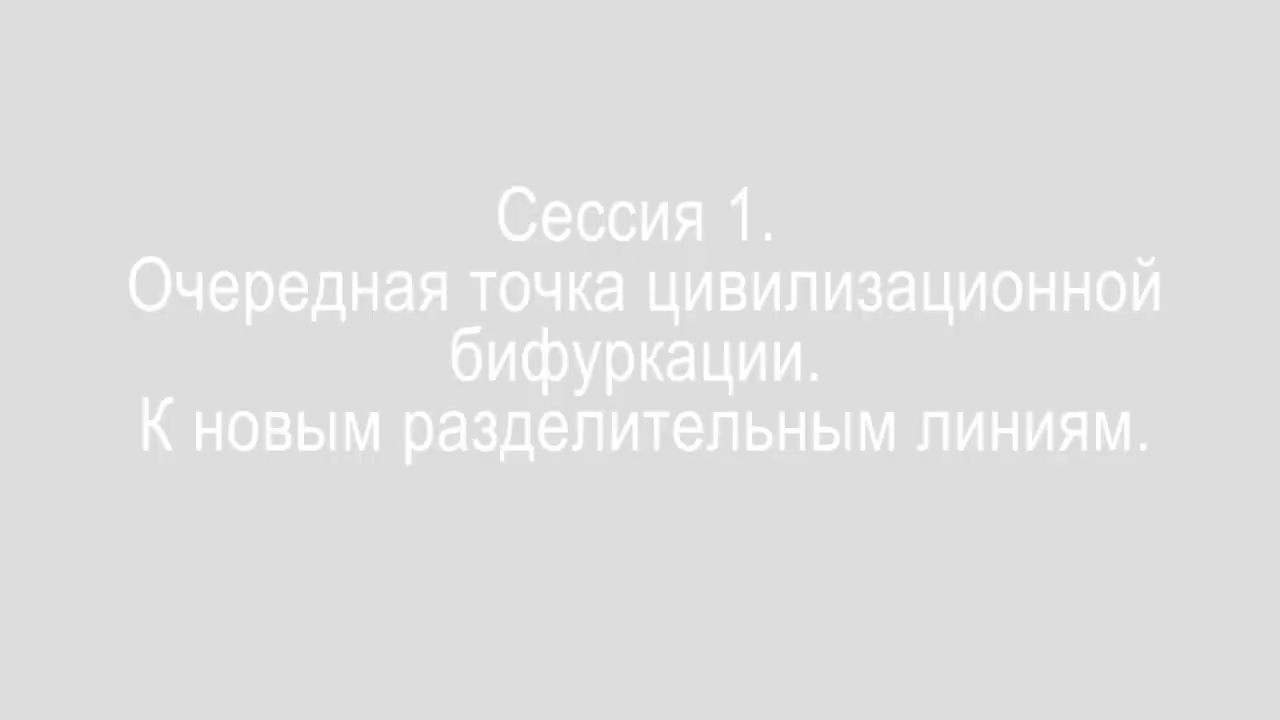 Сессия 1.
Очередная точка цивилизационной
бифуркации.
К новым разделительным линиям.